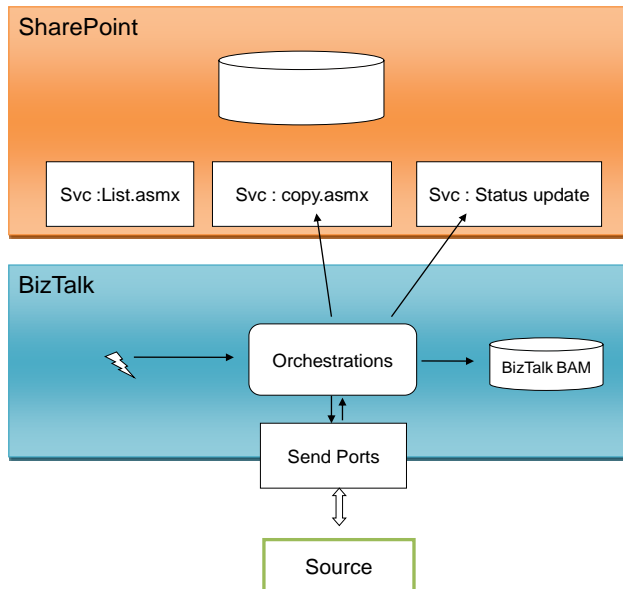 SharePoint
Svc :List.asmx
Svc : copy.asmx
Svc : Status update
BizTalk
Orchestrations
BizTalk BAM
Send Ports
Source